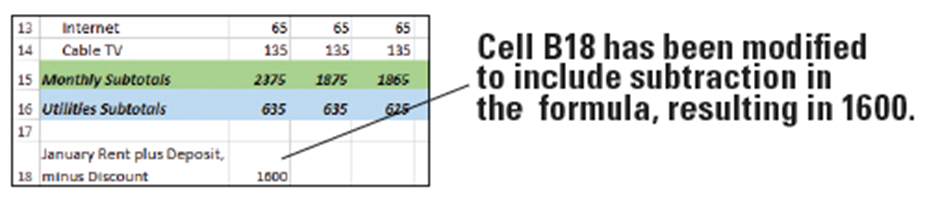 13 Internet 65 65 65
14 Cable TV 135 135 135
15 Monthly Subtotals 2375 1875 1865
16 Utilities Subtotals 635 635 625
17
January Rent plus Deposit,
18 minus Discount 1600
Cell B18 has been modified
to include subtraction in
the formula, resulting in 1600.